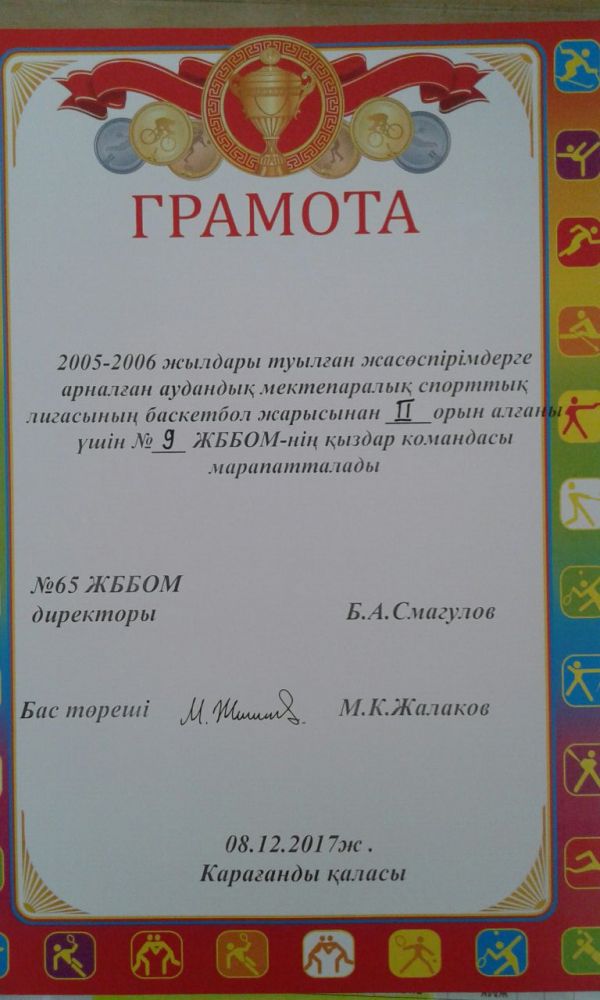 ГРАМОТА
2005-2006 жылдары туылған жасөспірімдерге
арналған аудандық мектепаралық спорттық
лигасының баскетбол жарысынан II орын алғаны
үшін № 9 ЖББОМ-нің қыздар командасы
марапатталады
№65 ЖББОМ
директоры Б.А.Смагулов
Бас төреші М.К.Жалаков
08.12.2017ж .
Карағанды қаласы